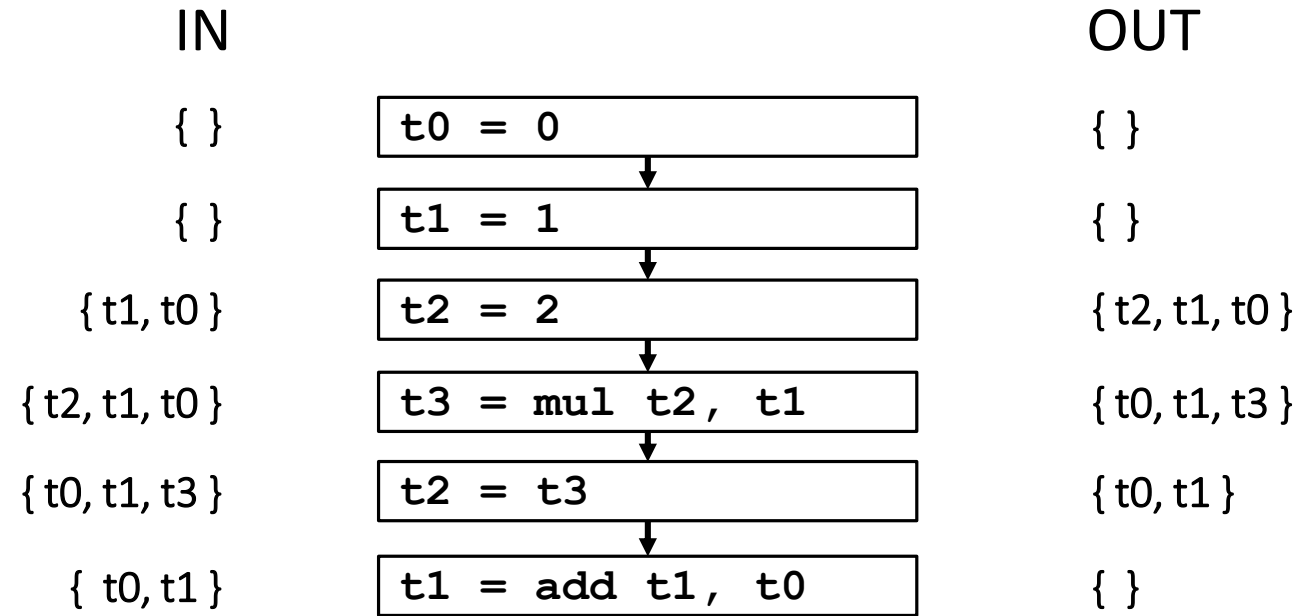 IN OUT
{ } t0 = 0 { }
{ } t1 = 1 { }
{ t1, t0 } t2 = 2 { t2, t1, t0 }
{ t2, t1, t0 } t3 = mul t2, t1 { t0, t1, t3 }
{ t0, t1, t3 } t2 = t3 { t0, t1 }
{ t0, t1 } t1 = add t1, t0 { }